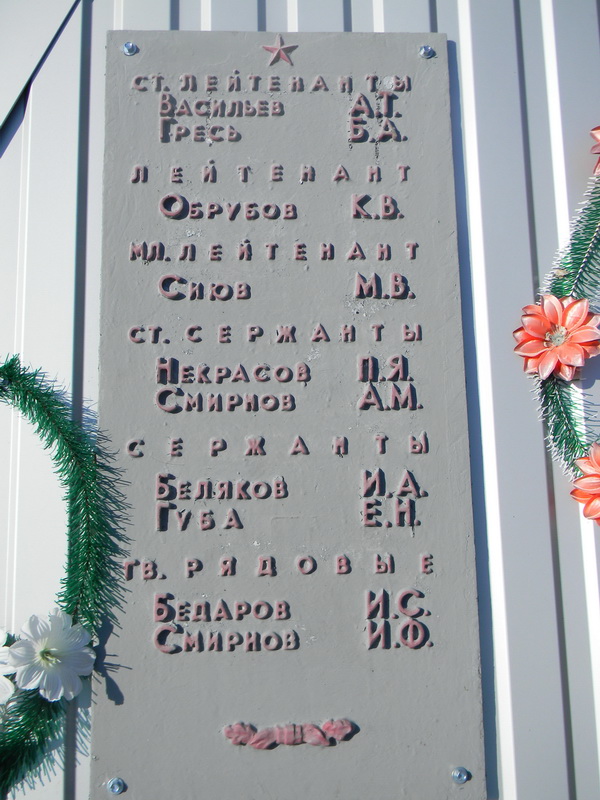 СТ. ЛЕЙТЕНАНТЫ
ВАСИЛЬЕВ А.Т.
ГРЕСЬ Б.А.
ЛЕЙТЕНАНТ
ОБРУБОВ К.В.
МЛ. ЛЕЙТЕНАНТ
СИЮВ М.В.
СТ. СЕРЖАНТЫ
НЕКРАСОВ П.Я.
СМИРНОВ А.М.
СЕРЖАНТЫ
БЕЛЯКОВ И.А.
ГУБА Е.Н.
ГВ. РЯДОВЫЕ
БЕДАРОВ И.С.
СМИРНОВ И.Ф.